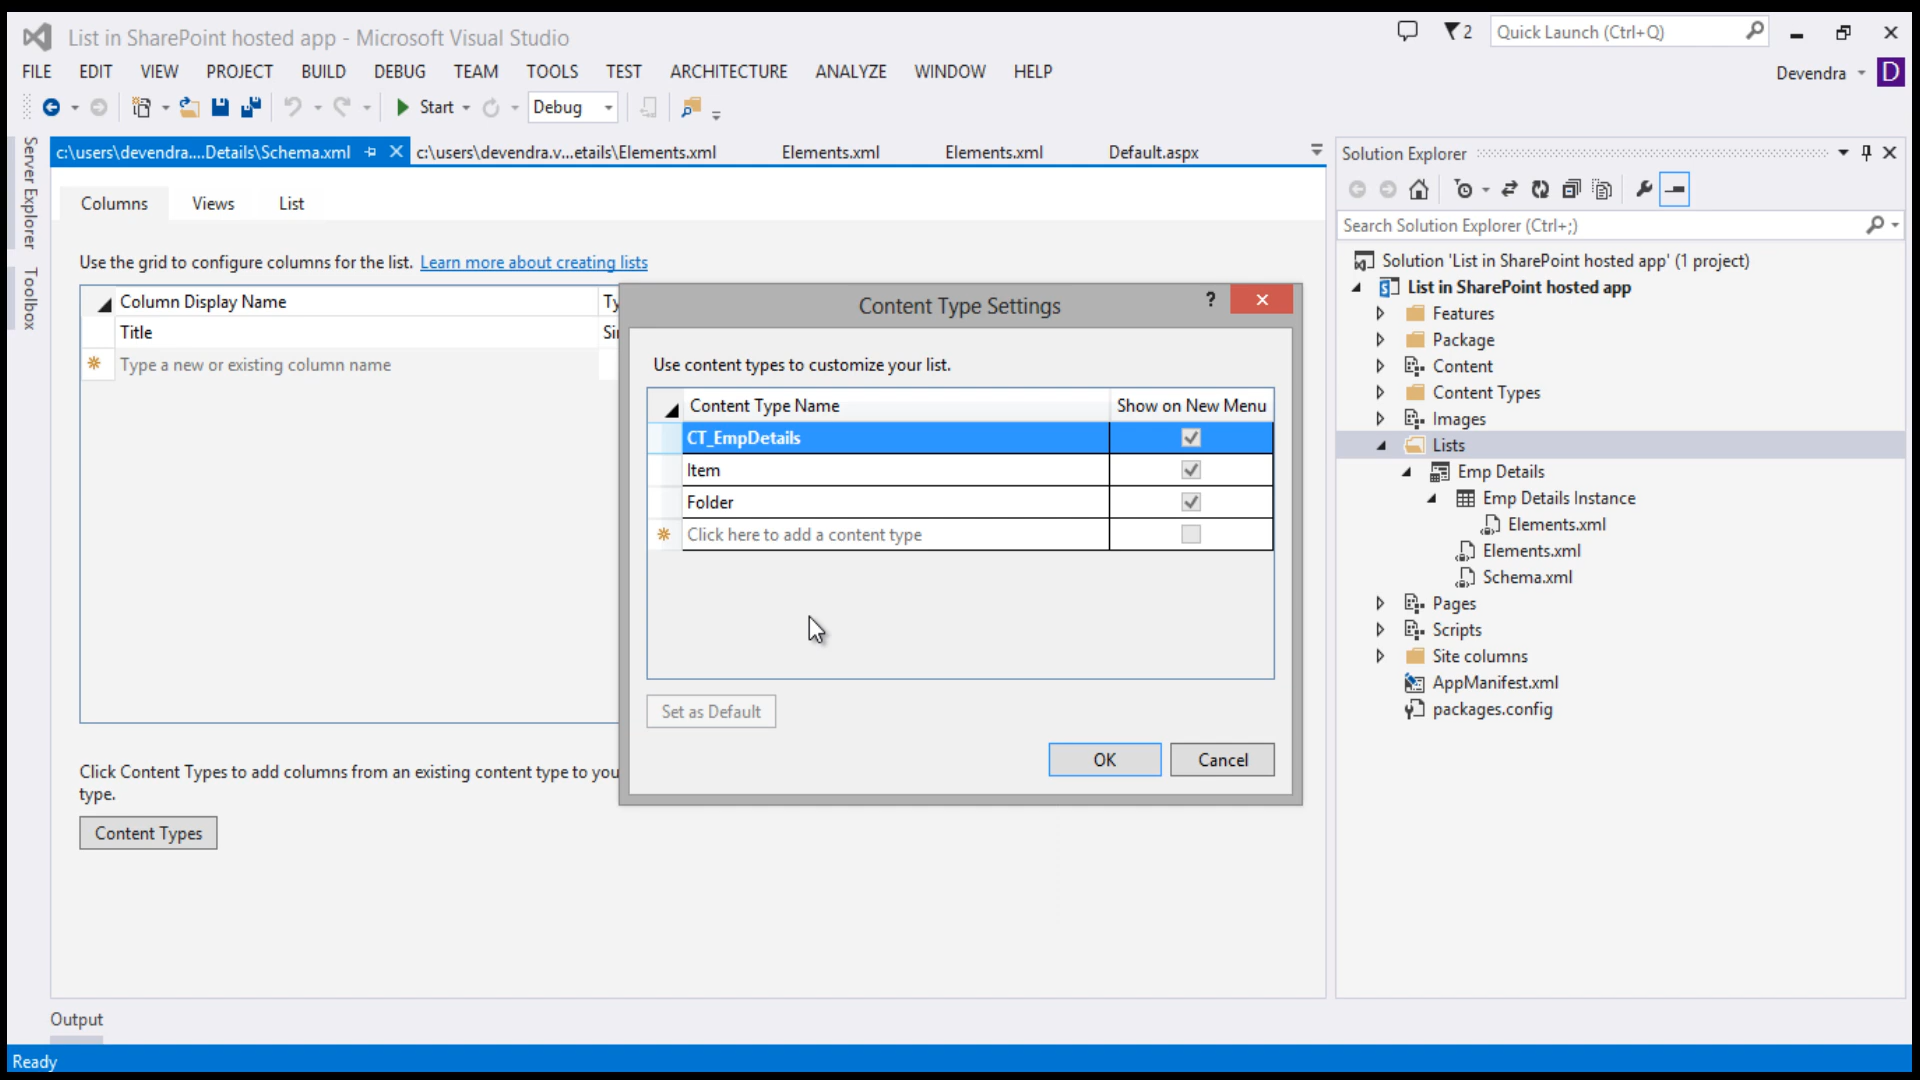 List in SharePoint hosted app - Microsoft Visual Studio
2
Quick Launch (Ctrl+Q)
FILE EDIT VIEW PROJECT BUILD DEBUG TEAM TOOLS TEST ARCHITECTURE ANALYZE WINDOW HELP
Devendra D
Start Debug
Server Explorer
Toolbox
c:\users\devendra....Details\Schema.xml c:\users\devendra.v...etails\Elements.xml Elements.xml Elements.xml Default.aspx
Columns Views List
Use the grid to configure columns for the list. Learn more about creating lists
Column Display Name Ty
Title Si
Type a new or existing column name
Click Content Types to add columns from an existing content type to you
type.
Content Types
Content Type Settings
?
Use content types to customize your list.
Content Type Name Show on New Menu
CT_EmpDetails
Item
Folder
Click here to add a content type
Set as Default
OK Cancel
Solution Explorer
Search Solution Explorer (Ctrl+;)
Solution 'List in SharePoint hosted app' (1 project)
List in SharePoint hosted app
Features
Package
Content
Content Types
Images
Lists
Emp Details
Emp Details Instance
Elements.xml
Elements.xml
Schema.xml
Pages
Scripts
Site columns
AppManifest.xml
packages.config
Output
Ready